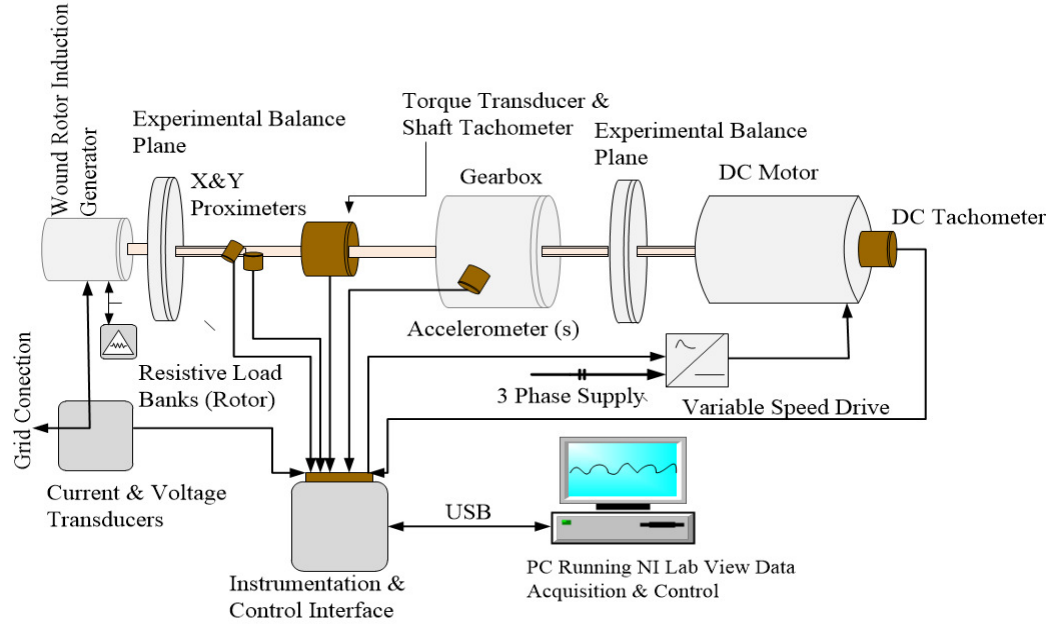 Wound Rotor Induction
Generator
Experimental Balance
Plane
X&Y
Proximeters
Torque Transducer &
Shaft Tachometer
Gearbox
Experimental Balance
Plane
DC Motor
DC Tachometer
Accelerometer (s)
Resistive Load
Banks (Rotor)
3 Phase Supply
Variable Speed Drive
Grid Conection
Current & Voltage
Transducers
USB
Instrumentation &
Control Interface
PC Running NI Lab View Data
Acquisition & Control